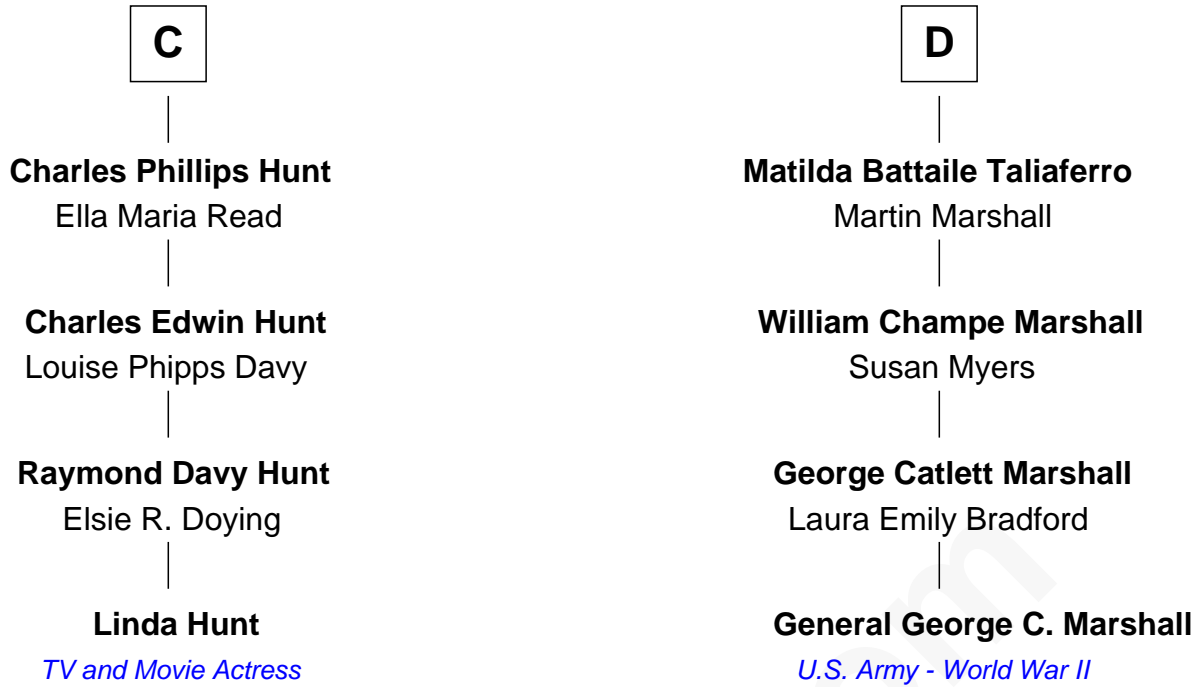 C
Charles Phillips Hunt
Ella Maria Read
Charles Edwin Hunt
Louise Phipps Davy
Raymond Davy Hunt
Elsie R. Doying
Linda Hunt
TV and Movie Actress
D
Matilda Battaile Taliaferro
Martin Marshall
William Champe Marshall
Susan Myers
George Catlett Marshall
Laura Emily Bradford
General George C. Marshall
U.S. Army - World War II